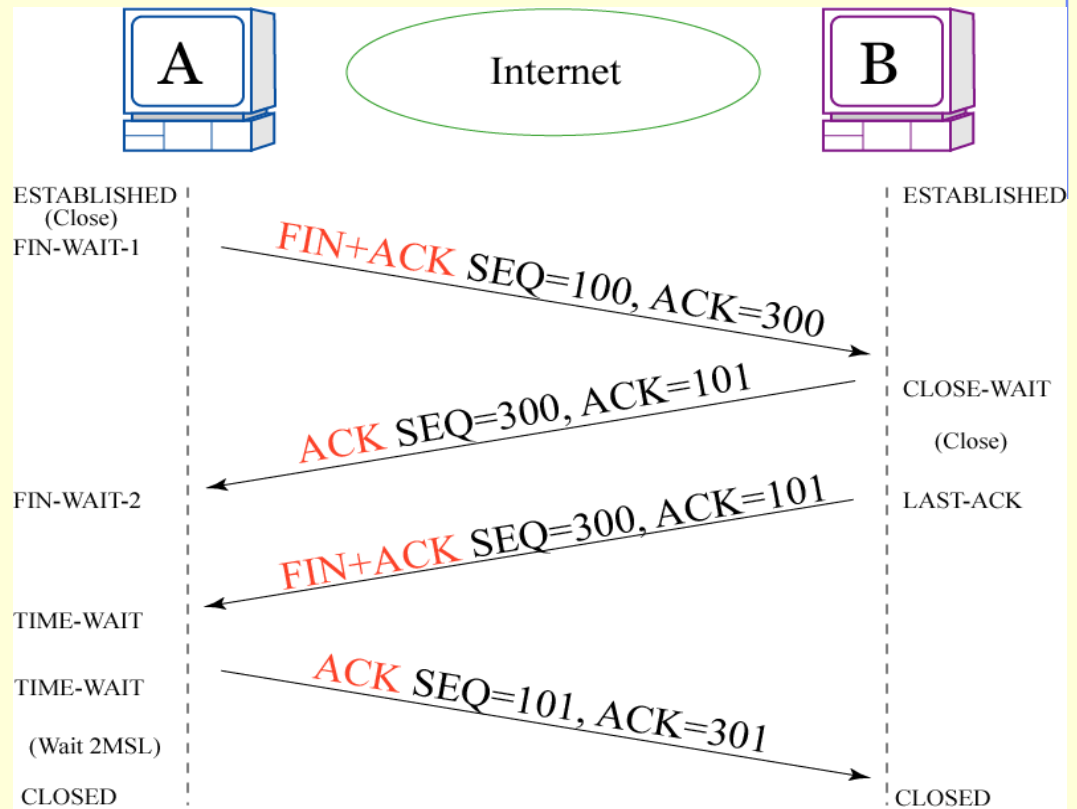 A
Internet
B
ESTABLISHED
(Close)
FIN-WAIT-1
ESTABLISHED
FIN+ACK SEQ=100, ACK=300
ACK SEQ=300, ACK=101
CLOSE-WAIT
(Close)
FIN-WAIT-2
LAST-ACK
FIN+ACK SEQ=300, ACK=101
TIME-WAIT
TIME-WAIT
ACK SEQ=101, ACK=301
(Wait 2MSL)
CLOSED
CLOSED